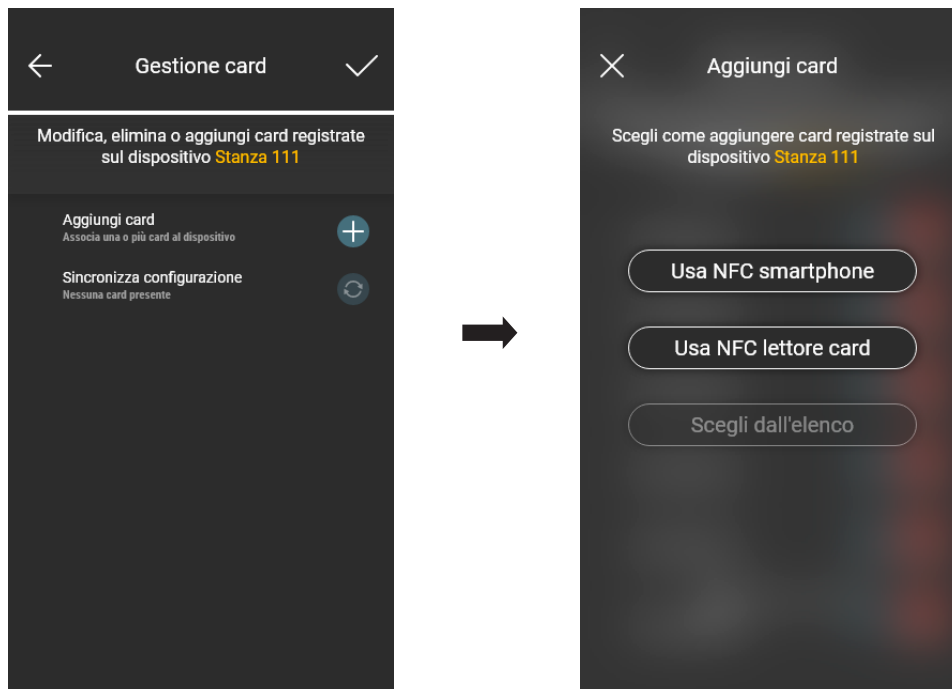 Gestione card
Modifica, elimina o aggiungi card registrate
sul dispositivo Stanza 111
Aggiungi card
Associa una o più card al dispositivo
Sincronizza configurazione
Nessuna card presente
Aggiungi card
Scegli come aggiungere card registrate sul
dispositivo Stanza 111
Usa NFC smartphone
Usa NFC lettore card
Scegli dall'elenco